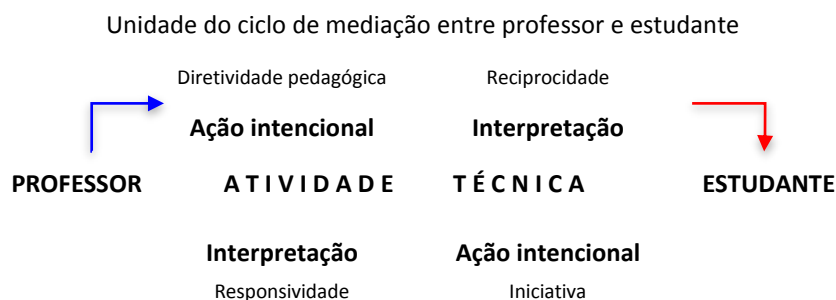 Unidade do ciclo de mediação entre professor e estudante
Diretividade pedagógica Reciprocidade
Ação intencional Interpretação
PROFESSOR A T I V I D A D E T É C N I C A ESTUDANTE
Interpretação Ação intencional
Responsividade Iniciativa